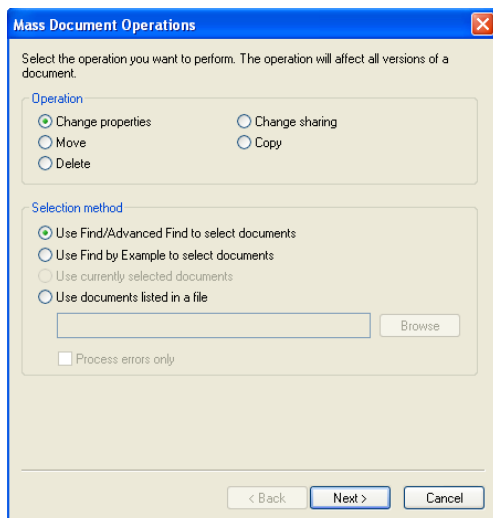 Mass Document Operations
Select the operation you want to perform. The operation will affect all versions of a
document.
Operation
Change properties
Change sharing
Move
Copy
Delete
Selection method
Use Find/Advanced Find to select documents
Use Find by Example to select documents
Use currently selected documents
Use documents listed in a file
Browse
Process errors only
< Back
Next >
Cancel